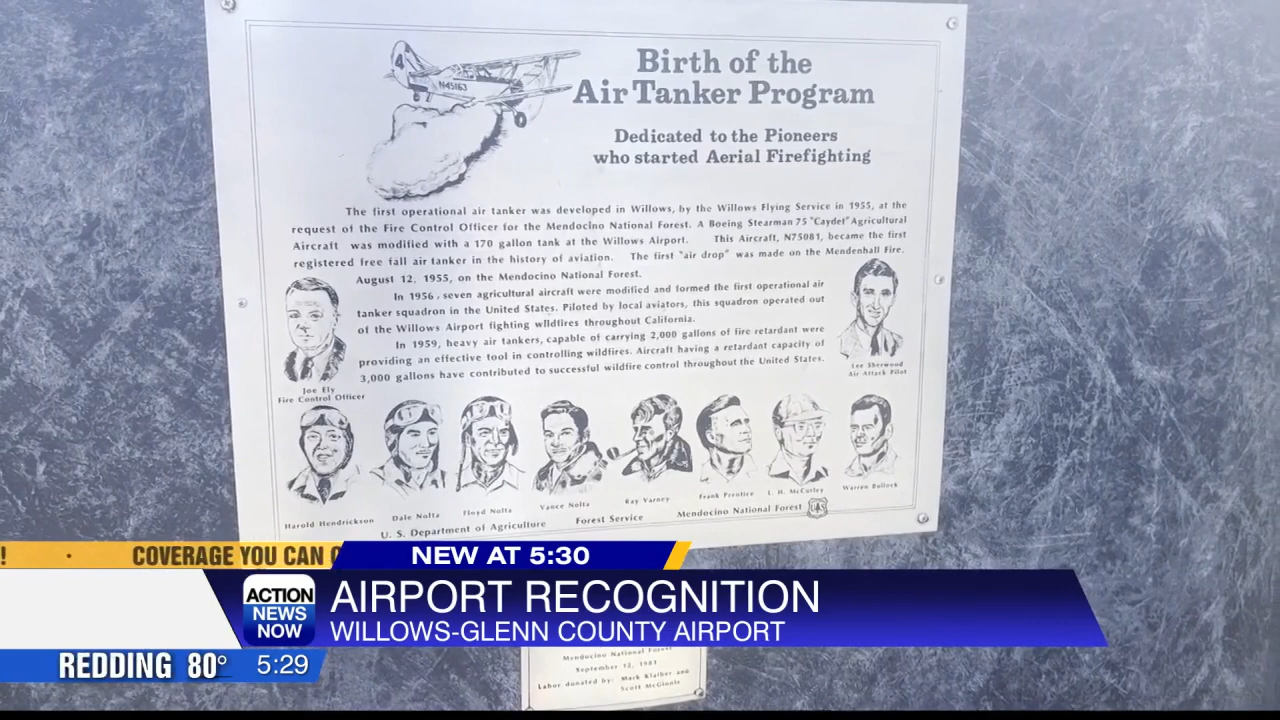 N45163
4
Birth of the
Air Tanker Program
Dedicated to the Pioneers
who started Aerial Firefighting
The first operational air tanker was developed in Willows, by the Willows Flying Service in 1955, at the
request of the Fire Control Officer for the Mendocino National Forest. A Boeing Stearman 75 "Caydet" Agricultural
Aircraft was modified with a 170 gallon tank at the Willows Airport. This Aircraft, N75081, became the first
registered free fall air tanker in the history of aviation. The first "air drop" was made on the Mendenhall Fire.
August 12, 1955, on the Mendocino National Forest.
In 1956, seven agricultural aircraft were modified and formed the first operational air
tanker squadron in the United States. Piloted by local aviators, this squadron operated out
of the Willows Airport fighting wildfires throughout California.
In 1959, heavy air tankers, capable of carrying 2,000 gallons of fire retardant were
providing an effective tool in controlling wildfires. Aircraft having a retardant capacity of
3,000 gallons have contributed to successful wildfire control throughout the United States.
Joe Ely
Fire Control Officer
Lee Sherwood
Air Attack Pilot
Harold Hendrickson
Dale Nolta
Floyd Nolta
Vance Nolta
Ray Varney
Frank Prentice
L. H. McCurley
Warren Bullock
U. S. Department of Agriculture Forest Service Mendocino National Forest
UAS
! · COVERAGE YOU CAN
NEW AT 5:30
ACTION
NEWS
NOW
AIRPORT RECOGNITION
WILLOWS-GLENN COUNTY AIRPORT
REDDING 80° 5:29
Mendocino National Forest
September 12, 1981
Labor donated by: Mark Klaiber and
Scott